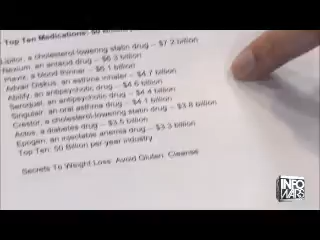 Top Ten Medications: 50 Billion
Lipitor, a cholesterol-lowering statin drug -- $7.2 billion
Nexium, an antacid drug -- $6.3 billion
Plavix, a blood thinner -- $6.1 billion
Advair Diskus, an asthma inhaler -- $4.7 billion
Abilify, an antipsychotic drug -- $4.6 billion
Seroquel, an antipsychotic drug -- $4.4 billion
Singulair, an oral asthma drug -- $4.1 billion
Crestor, a cholesterol-lowering statin drug -- $3.8 billion
Actos, a diabetes drug -- $3.5 billion
Epogen, an injectable anemia drug -- $3.3 billion
Top Ten: 50 Billion per year industry
Secrets To Weight Loss: Avoid Gluten, Cleanse
INFO
WARS